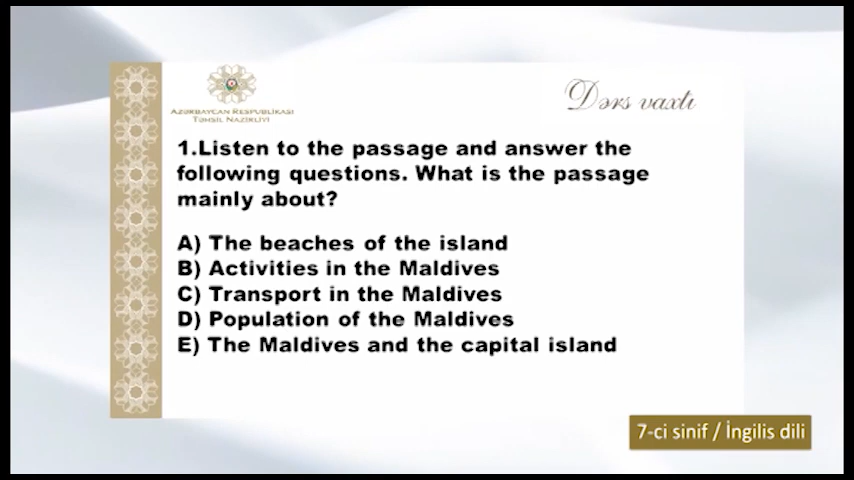 AZƏRBAYCAN RESPUBLİKASI
TƏHSİL NAZİRLİYİ
Dərs vaxtı
1.Listen to the passage and answer the
following questions. What is the passage
mainly about?
A) The beaches of the island
B) Activities in the Maldives
C) Transport in the Maldives
D) Population of the Maldives
E) The Maldives and the capital island
7-ci sinif / İngilis dili